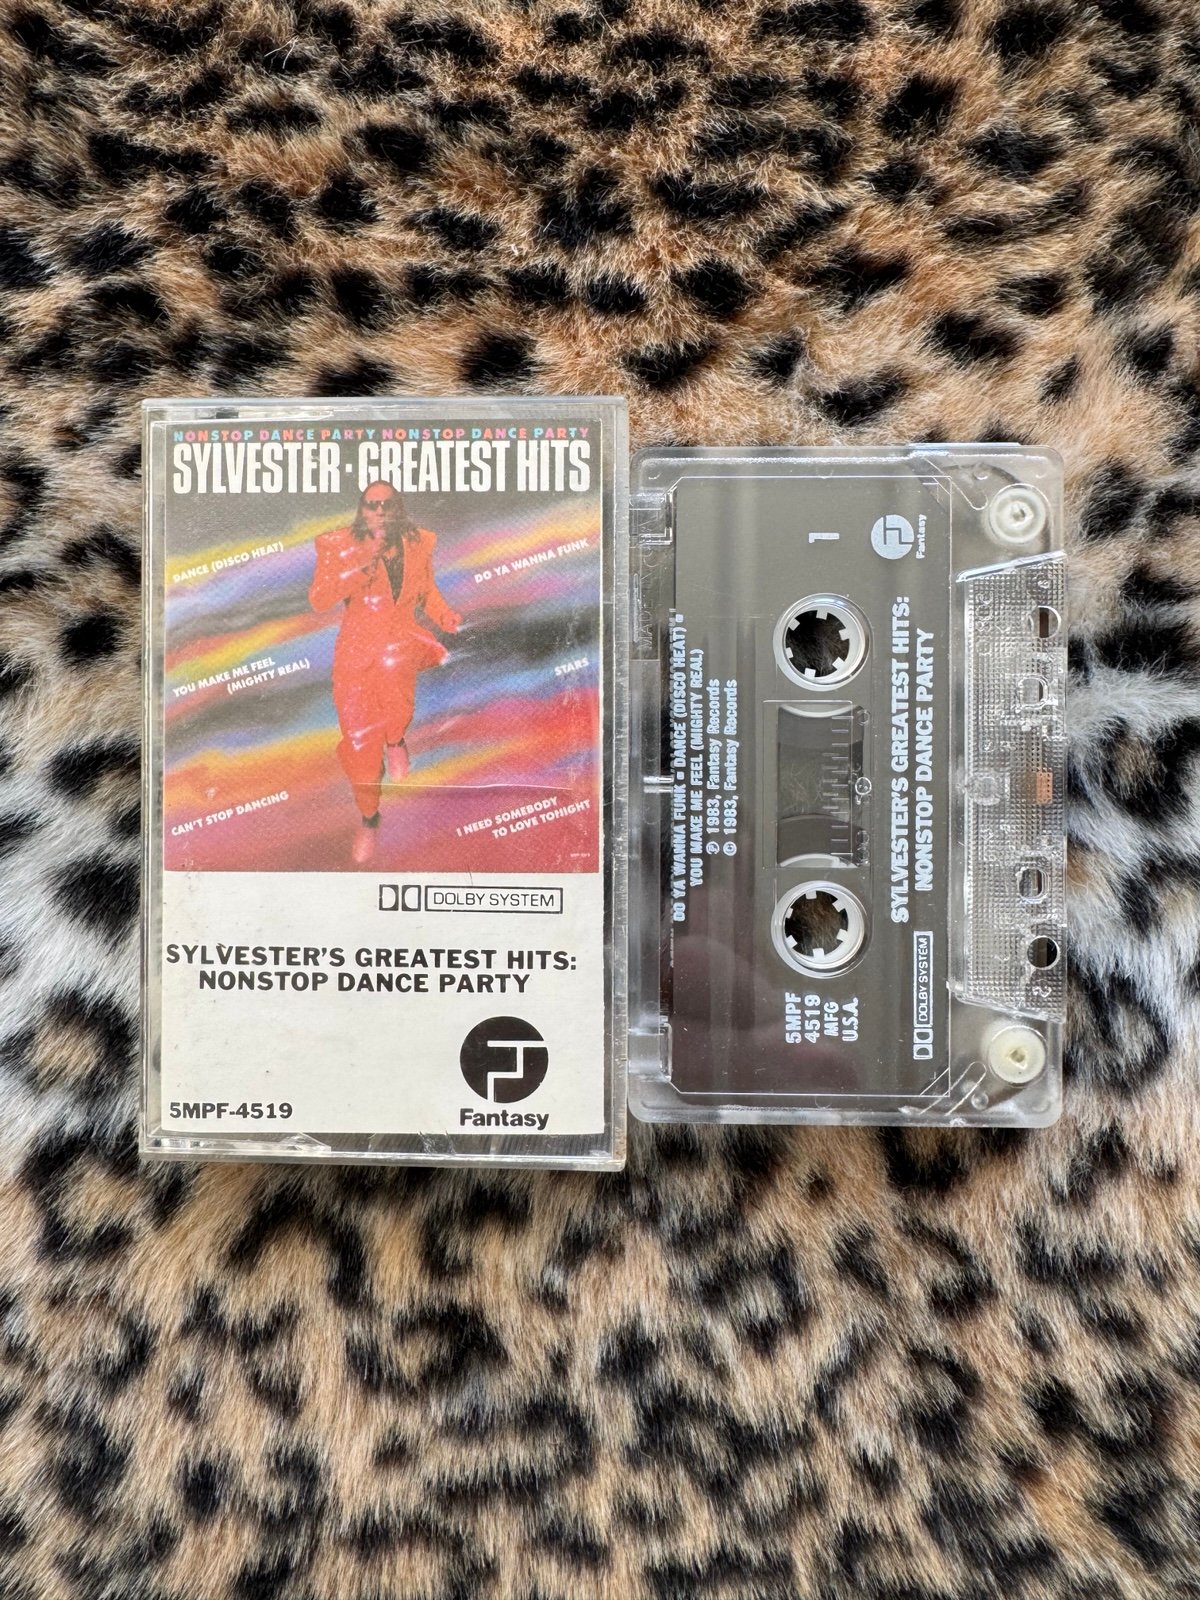 NONSTOP DANCE PARTY NONSTOP DANCE PARTY
SYLVESTER · GREATEST HITS
DANCE (DISCO HEAT)
DO YA WANNA FUNK
YOU MAKE ME FEEL
(MIGHTY REAL)
STARS
CAN'T STOP DANCING
I NEED SOMEBODY
TO LOVE TONIGHT
DOLBY SYSTEM
SYLVESTER'S GREATEST HITS:
NONSTOP DANCE PARTY
5MPF-4519
Fantasy
1
Fantasy
SYLVESTER'S GREATEST HITS:
NONSTOP DANCE PARTY
DOLBY SYSTEM
5MPF
4519
MFG
U.S.A.
DO YA WANNA FUNK • DANCE (DISCO HEAT) •
YOU MAKE ME FEEL (MIGHTY REAL)
℗ 1983, Fantasy Records
© 1983, Fantasy Records